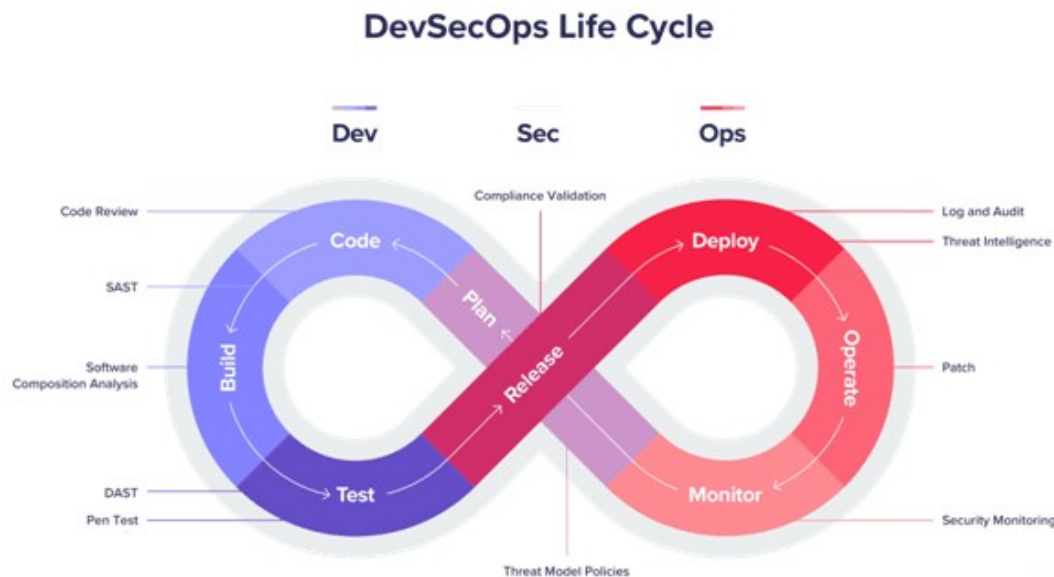 DevSecOps Life Cycle
Dev
Sec
Ops
Compliance Validation
Code Review
Log and Audit
Threat Intelligence
Code
Deploy
SAST
Plan
Release
Software
Composition Analysis
Build
Operate
Patch
DAST
Test
Monitor
Pen Test
Security Monitoring
Threat Model Policies